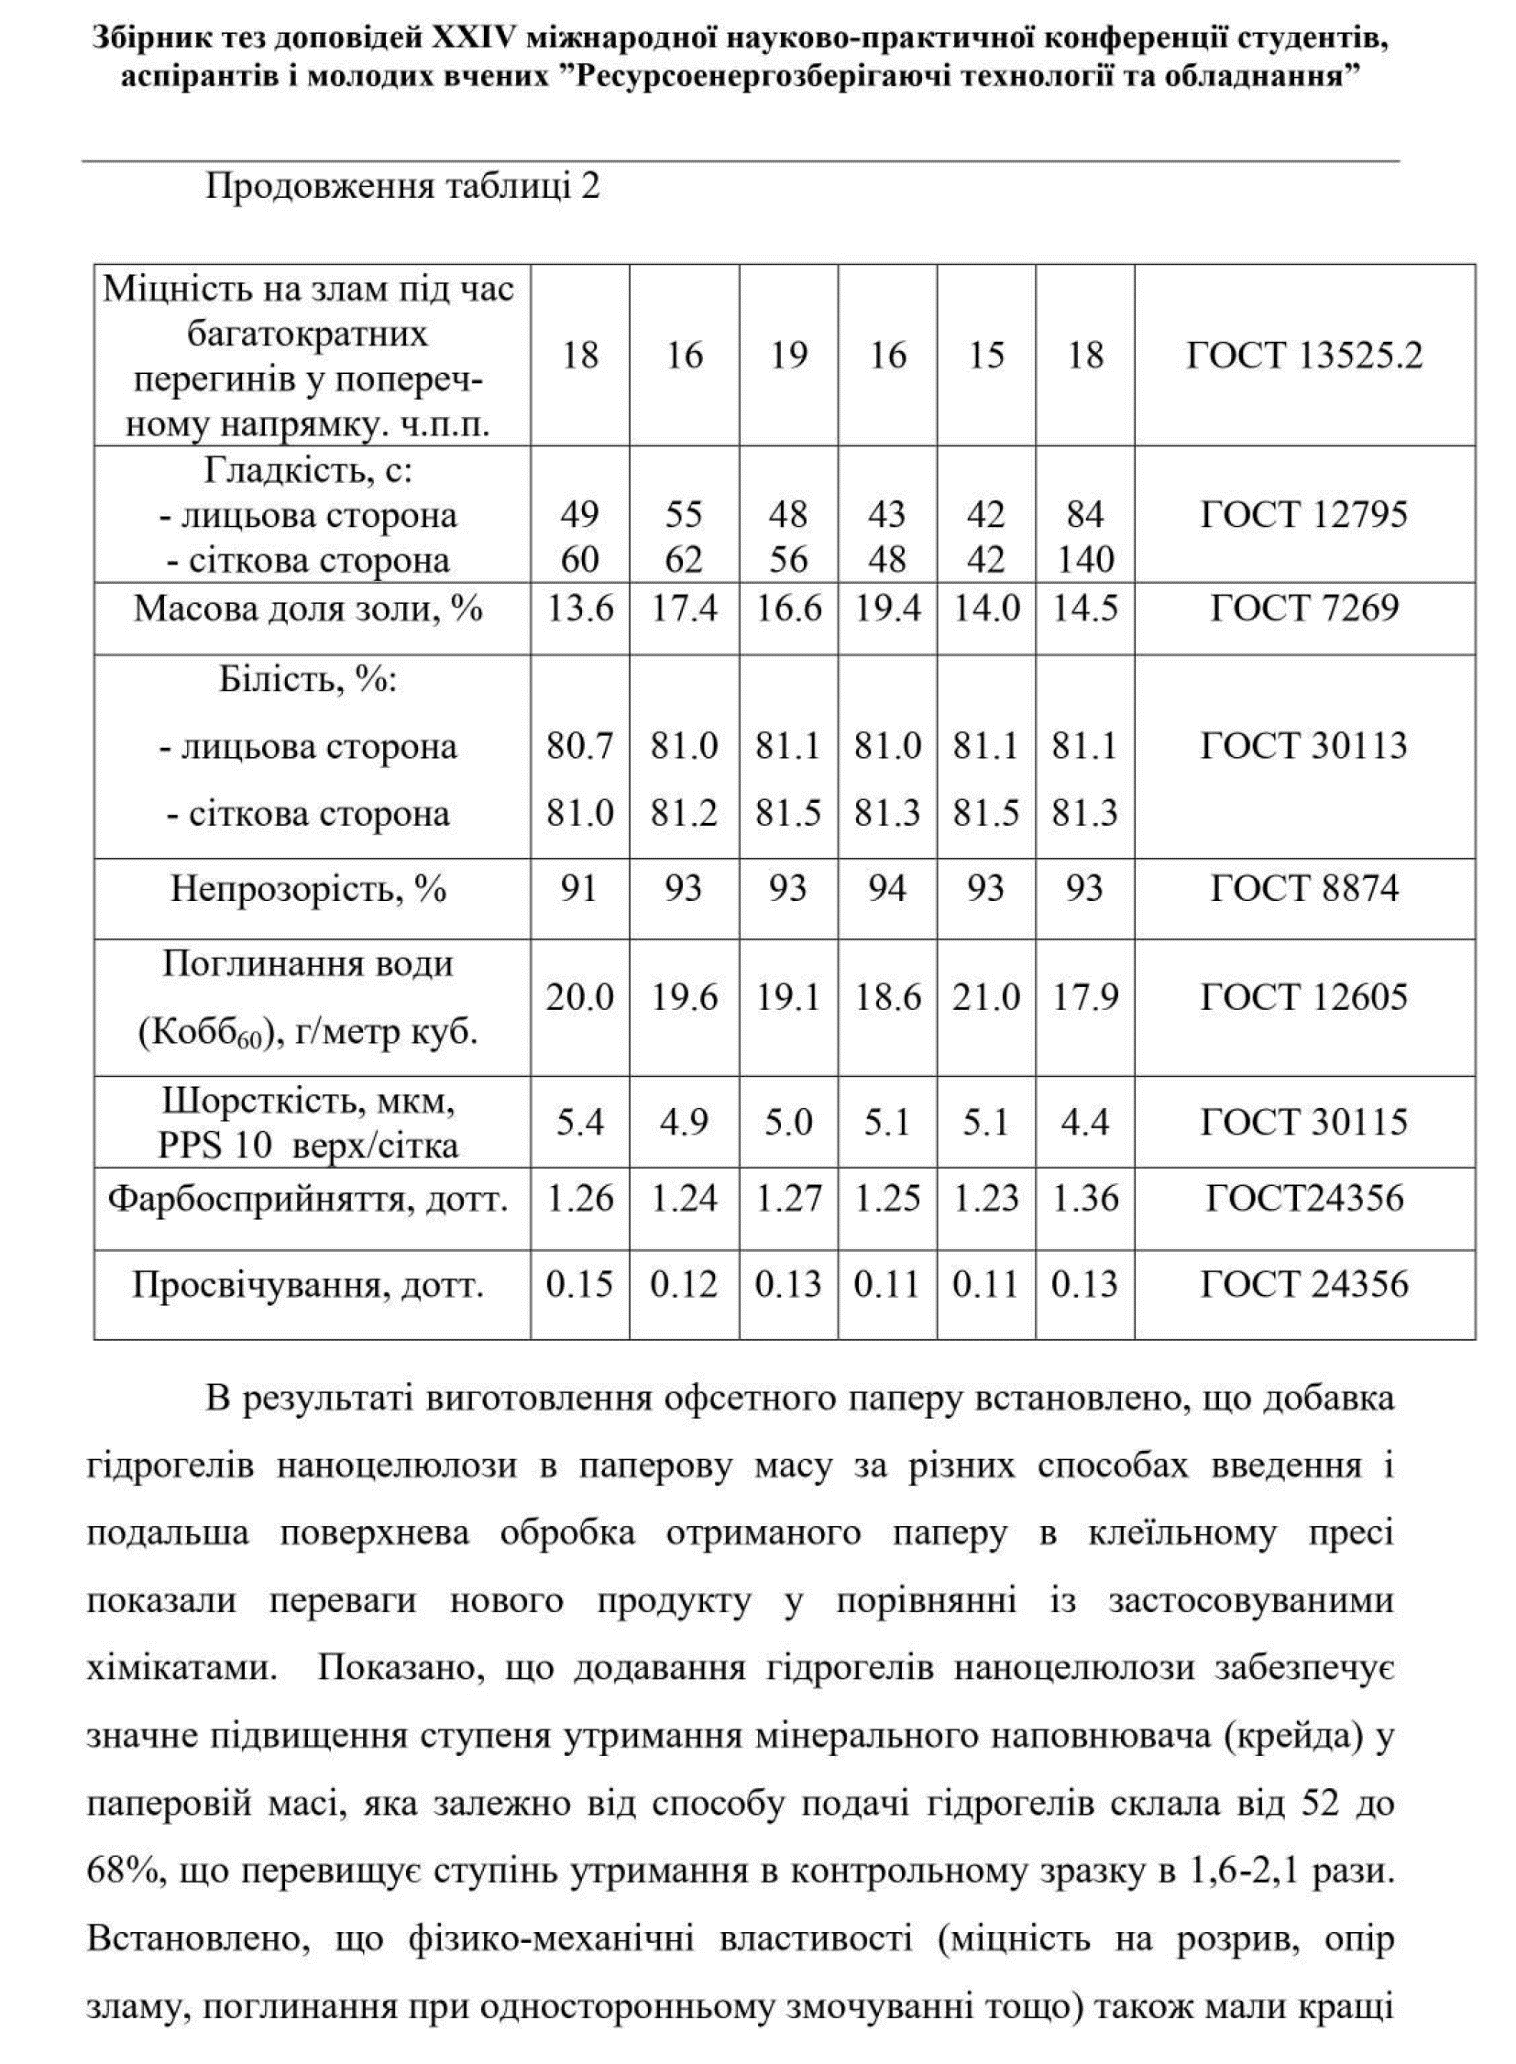 Збірник тез доповідей XXIV міжнародної науково-практичної конференції студентів,
аспірантів і молодих вчених ”Ресурсоенергозберігаючі технології та обладнання”
Продовження таблиці 2
Міцність на злам під час
багатократних
перегинів у попереч-
ному напрямку. ч.п.п.
18 16 19 16 15 18 ГОСТ 13525.2
Гладкість, с:
- лицьова сторона 49 55 48 43 42 84 ГОСТ 12795
- сіткова сторона 60 62 56 48 42 140
Масова доля золи, % 13.6 17.4 16.6 19.4 14.0 14.5 ГОСТ 7269
Білість, %:
- лицьова сторона 80.7 81.0 81.1 81.0 81.1 81.1 ГОСТ 30113
- сіткова сторона 81.0 81.2 81.5 81.3 81.5 81.3
Непрозорість, % 91 93 93 94 93 93 ГОСТ 8874
Поглинання води
(Кобб60), г/метр куб.
20.0 19.6 19.1 18.6 21.0 17.9 ГОСТ 12605
Шорсткість, мкм,
PPS 10 верх/сітка
5.4 4.9 5.0 5.1 5.1 4.4 ГОСТ 30115
Фарбосприйняття, дотт. 1.26 1.24 1.27 1.25 1.23 1.36 ГОСТ24356
Просвічування, дотт. 0.15 0.12 0.13 0.11 0.11 0.13 ГОСТ 24356
В результаті виготовлення офсетного паперу встановлено, що добавка
гідрогелів наноцелюлози в паперову масу за різних способах введення і
подальша поверхнева обробка отриманого паперу в клеїльному пресі
показали переваги нового продукту у порівнянні із застосовуваними
хімікатами. Показано, що додавання гідрогелів наноцелюлози забезпечує
значне підвищення ступеня утримання мінерального наповнювача (крейда) у
паперовій масі, яка залежно від способу подачі гідрогелів склала від 52 до
68%, що перевищує ступінь утримання в контрольному зразку в 1,6-2,1 рази.
Встановлено, що фізико-механічні властивості (міцність на розрив, опір
зламу, поглинання при односторонньому змочуванні тощо) також мали кращі